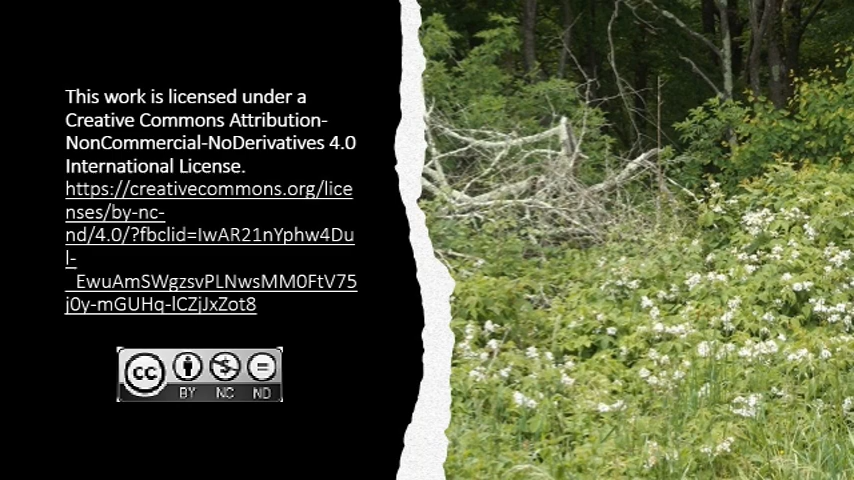 This work is licensed under a
Creative Commons Attribution-
NonCommercial-NoDerivatives 4.0
International License.
https://creativecommons.org/lice
nses/by-nc-
nd/4.0/?fbclid=IwAR21nYphw4Du
l-
_EwuAmSWgzsvPLNwsMM0FtV75
j0y-mGUHq-lCZjJxZot8
cc
BY NC ND